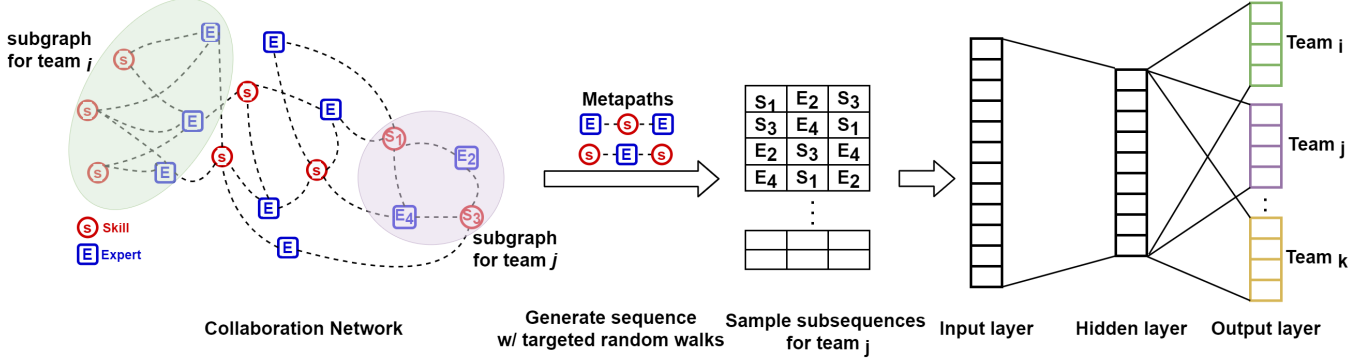 subgraph
for team i
E
s
s
E
s
E
s
E
s
E
E
s
E
S1
E2
E4
S3
s Skill
E Expert
subgraph
for team j
Collaboration Network
Metapaths
E s E
s E s
Generate sequence
w/ targeted random walks
S1 E2 S3
S3 E4 S1
E2 S3 E4
E4 S1 E2
Sample subsequences
for team j
Input layer
Hidden layer
Output layer
Team i
Team j
Team k